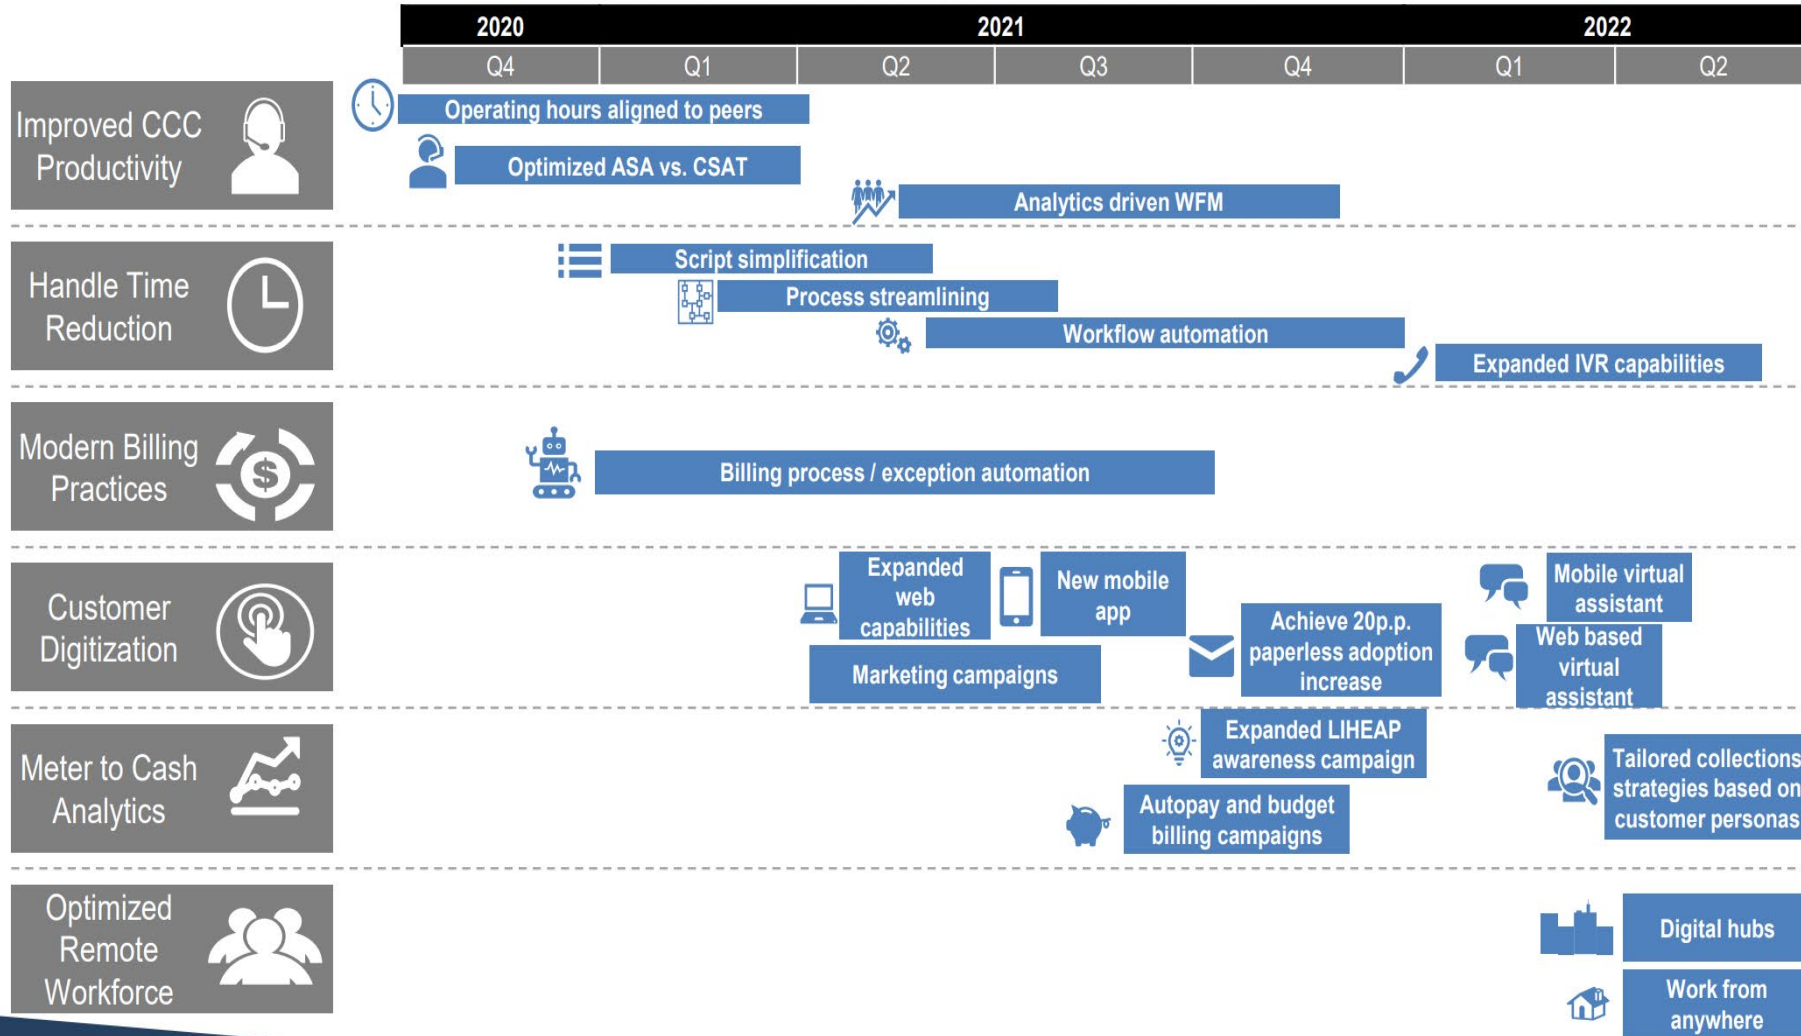 2020
2021
2022
Q4
Q1
Q2
Q3
Q4
Q1
Q2
Improved CCC
Productivity
Operating hours aligned to peers
Optimized ASA vs. CSAT
Analytics driven WFM
Handle Time
Reduction
Script simplification
Process streamlining
Workflow automation
Expanded IVR capabilities
Modern Billing
Practices
$
Billing process / exception automation
Customer
Digitization
Expanded
web
capabilities
New mobile
app
Marketing campaigns
Achieve 20p.p.
paperless adoption
increase
Mobile virtual
assistant
Web based
virtual
assistant
Meter to Cash
Analytics
Expanded LIHEAP
awareness campaign
Autopay and budget
billing campaigns
Tailored collections
strategies based on
customer personas
Optimized
Remote
Workforce
Digital hubs
Work from
anywhere